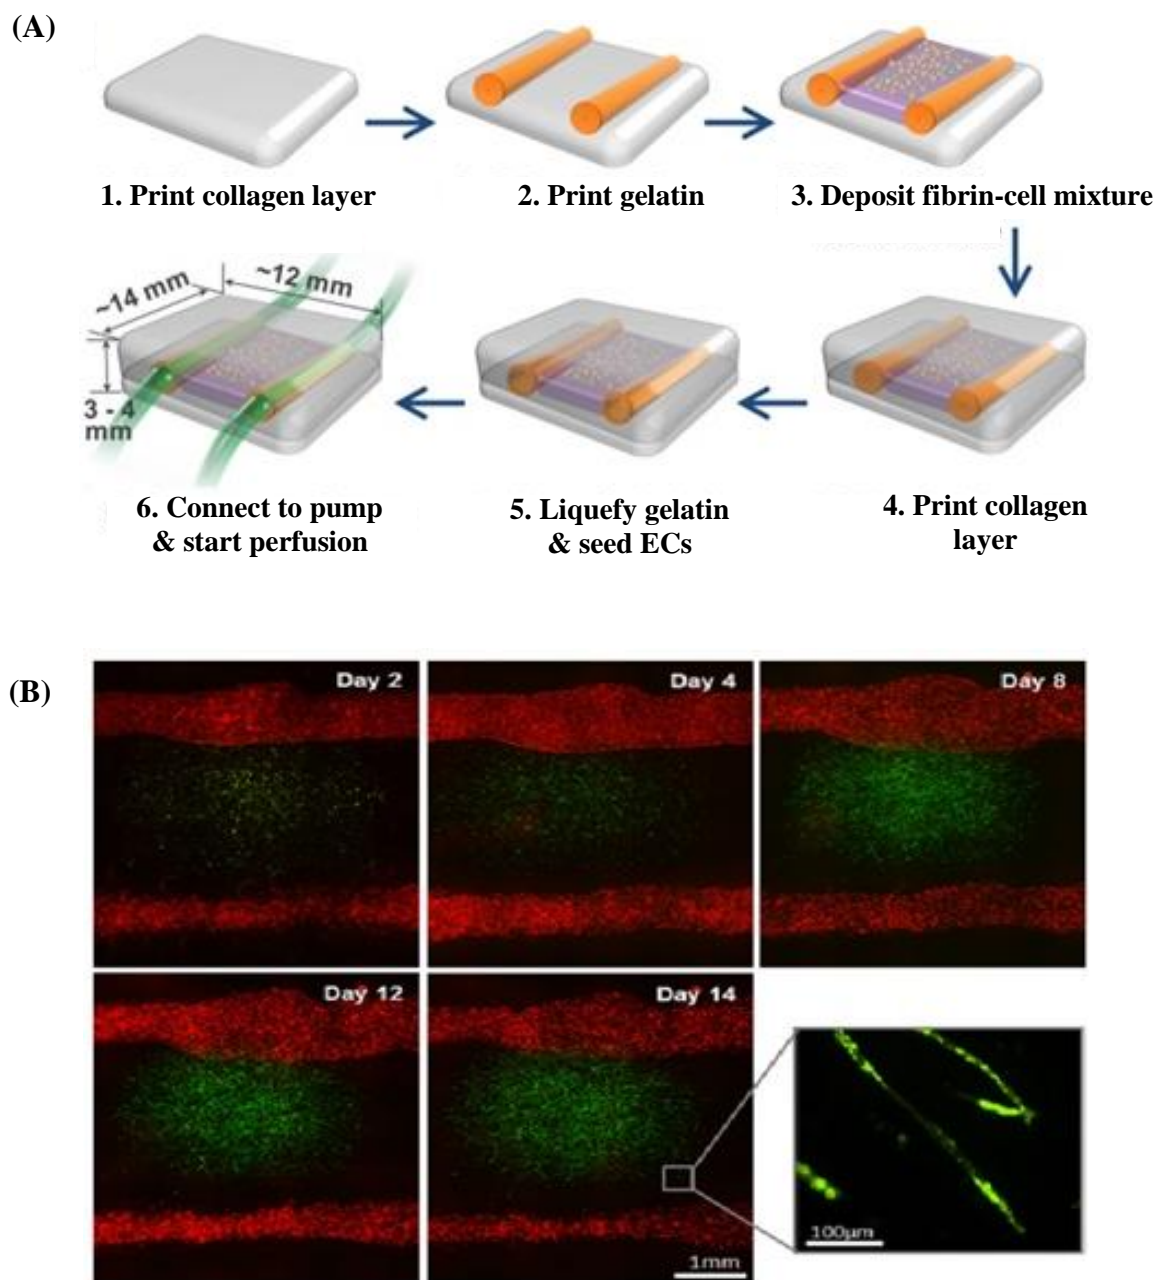 (A)
1. Print collagen layer
2. Print gelatin
3. Deposit fibrin-cell mixture
~14 mm
~12 mm
3 - 4
mm
6. Connect to pump
& start perfusion
5. Liquefy gelatin
& seed ECs
4. Print collagen
layer
(B)
Day 2
Day 4
Day 8
Day 12
Day 14
1mm
100µm